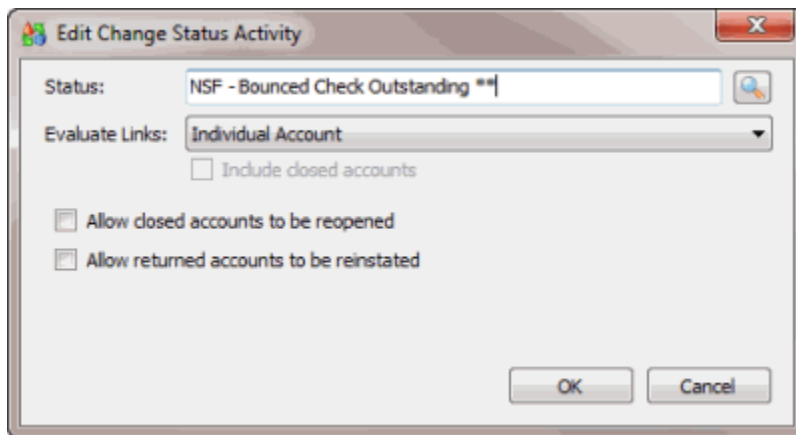 Edit Change Status Activity
Status: NSF - Bounced Check Outstanding **
Evaluate Links: Individual Account
Include closed accounts
Allow closed accounts to be reopened
Allow returned accounts to be reinstated
OK Cancel